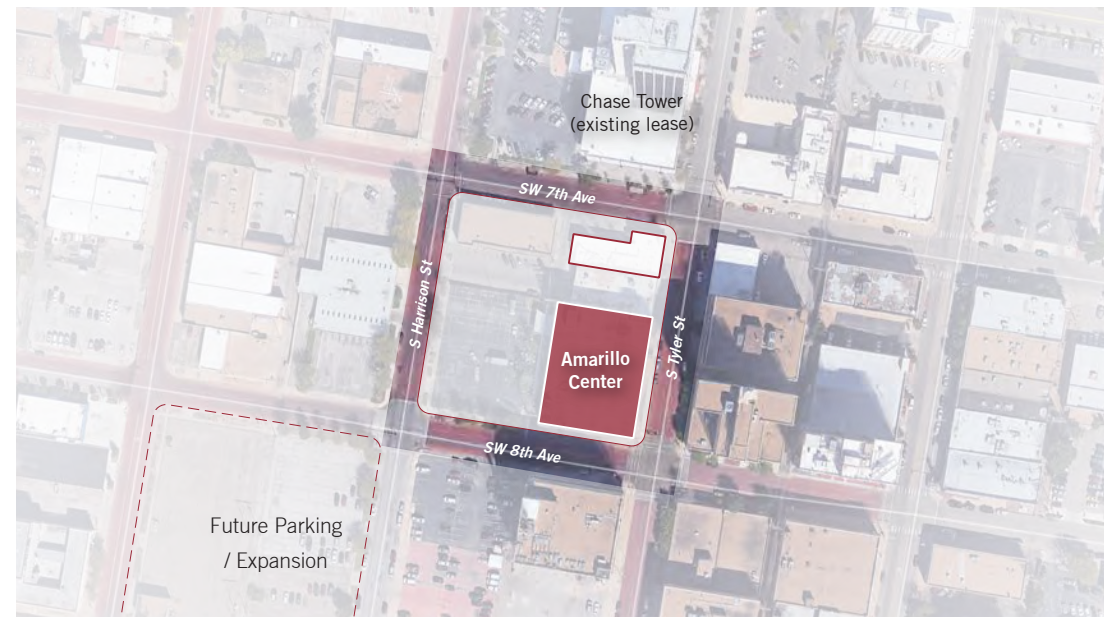 Chase Tower
(existing lease)
SW 7th Ave
S Harrison St
S Tyler St
Amarillo
Center
SW 8th Ave
Future Parking
/ Expansion